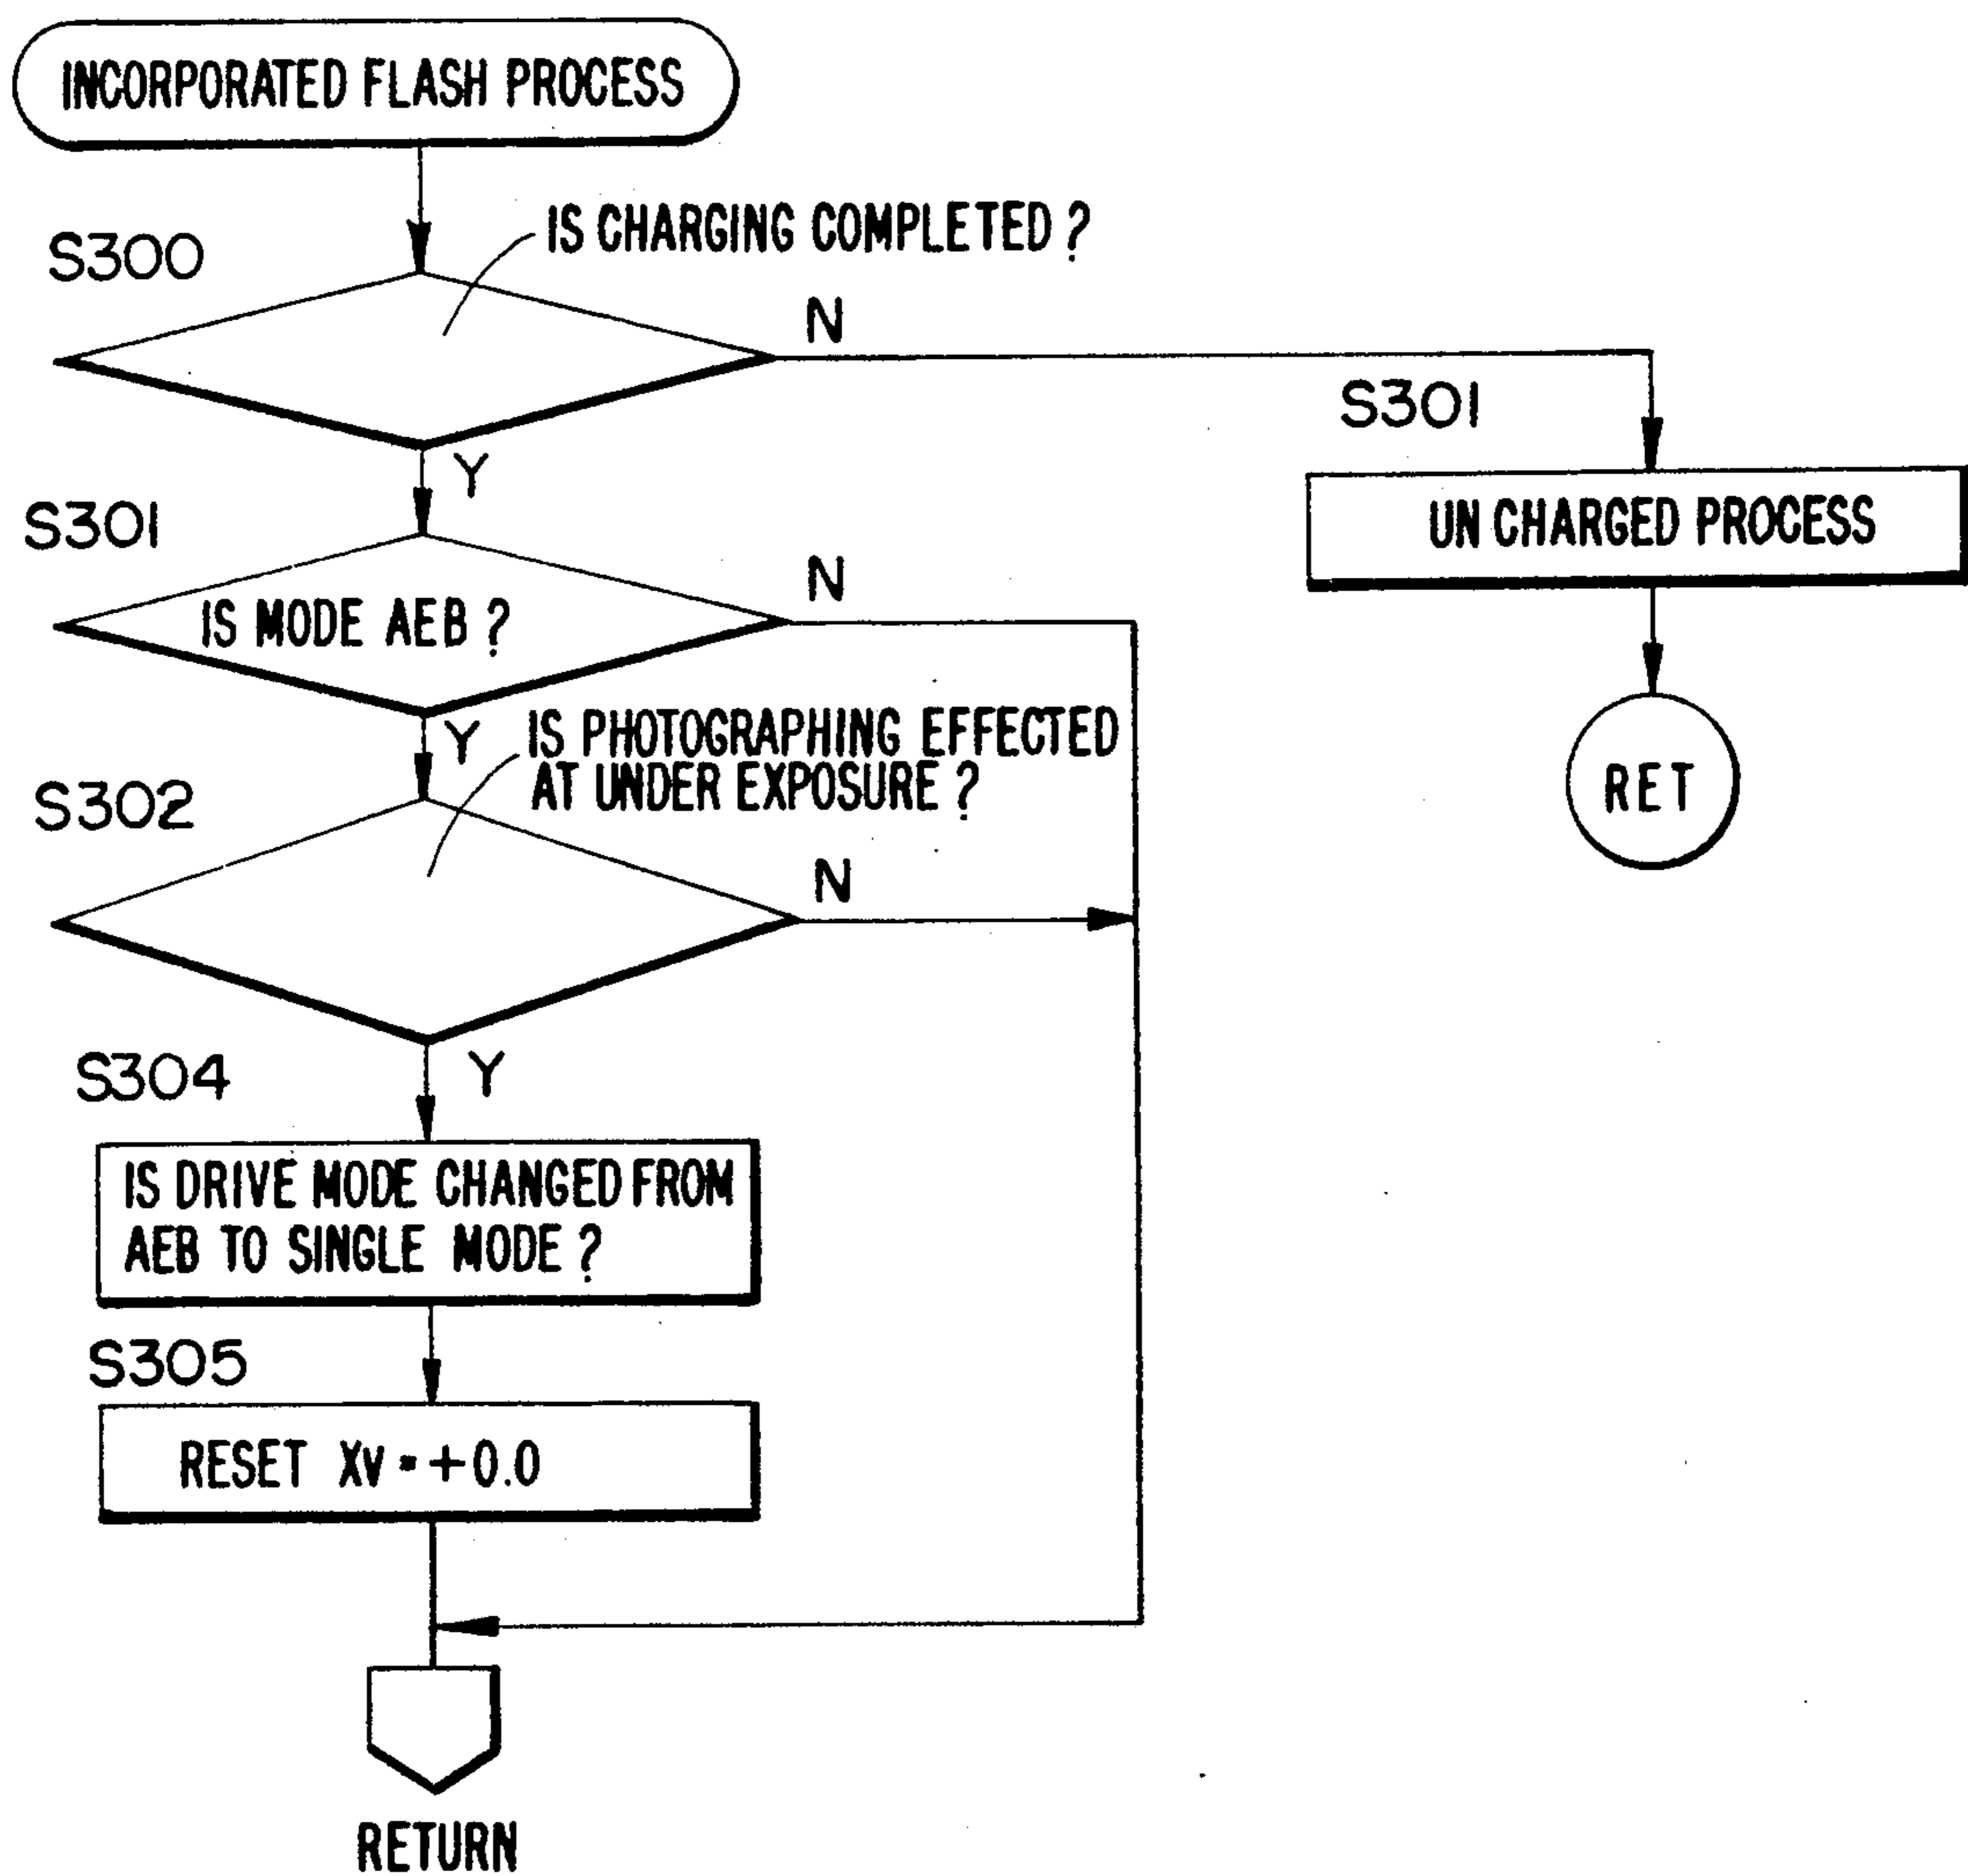 INCORPORATED FLASH PROCESS
IS CHARGING COMPLETED ?
S300
N
S301
UN CHARGED PROCESS
RET
Y
S301
IS MODE AEB ?
N
Y
IS PHOTOGRAPHING EFFECTED
AT UNDER EXPOSURE ?
S302
N
Y
S304
IS DRIVE MODE CHANGED FROM
AEB TO SINGLE MODE ?
S305
RESET XV = +0.0
RETURN